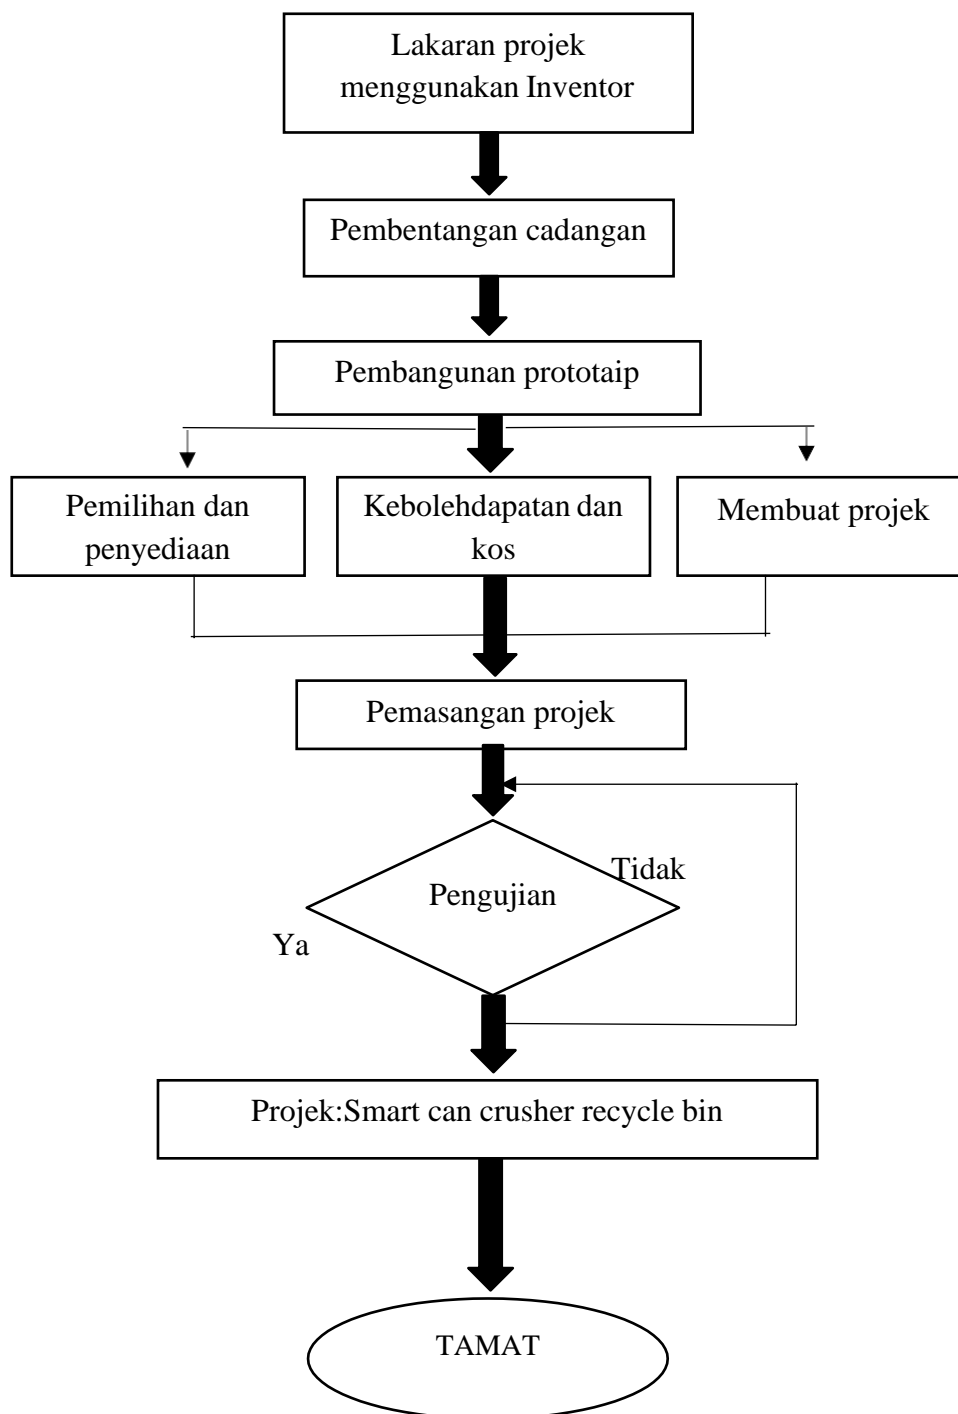 Lakaran projek
menggunakan Inventor
Pembentangan cadangan
Pembangunan prototaip
Pemilihan dan
penyediaan
Kebolehdapatan dan
kos
Membuat projek
Pemasangan projek
Tidak
Pengujian
Ya
Projek:Smart can crusher recycle bin
TAMAT